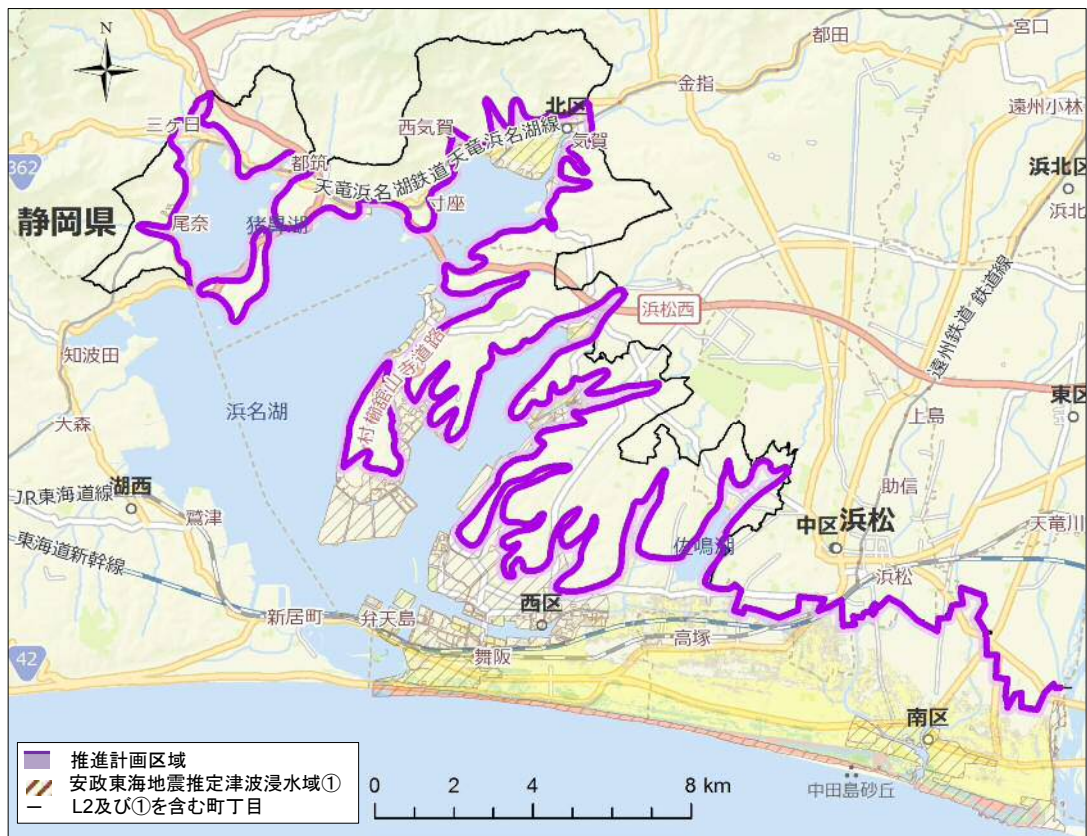 N
宮口
都田
金指
三ケ日
西気賀
北区
遠州小林
気賀
天竜浜名湖鉄道 天竜浜名湖線
都筑
浜北区
362
浜北
寸座
静岡県
尾奈
猪鼻湖
遠州鉄道 鉄道線
浜松西
知波田
村櫛舘山寺道路
浜名湖
大森
上島
東区
湖西
助信
JR東海道線
鷲津
中区
浜松
天竜川
佐鳴湖
東海道新幹線
浜松
西区
新居町
弁天島
高塚
舞阪
42
南区
中田島砂丘
推進計画区域
安政東海地震推定津波浸水域①
L2及び①を含む町丁目
0 2 4 8 km